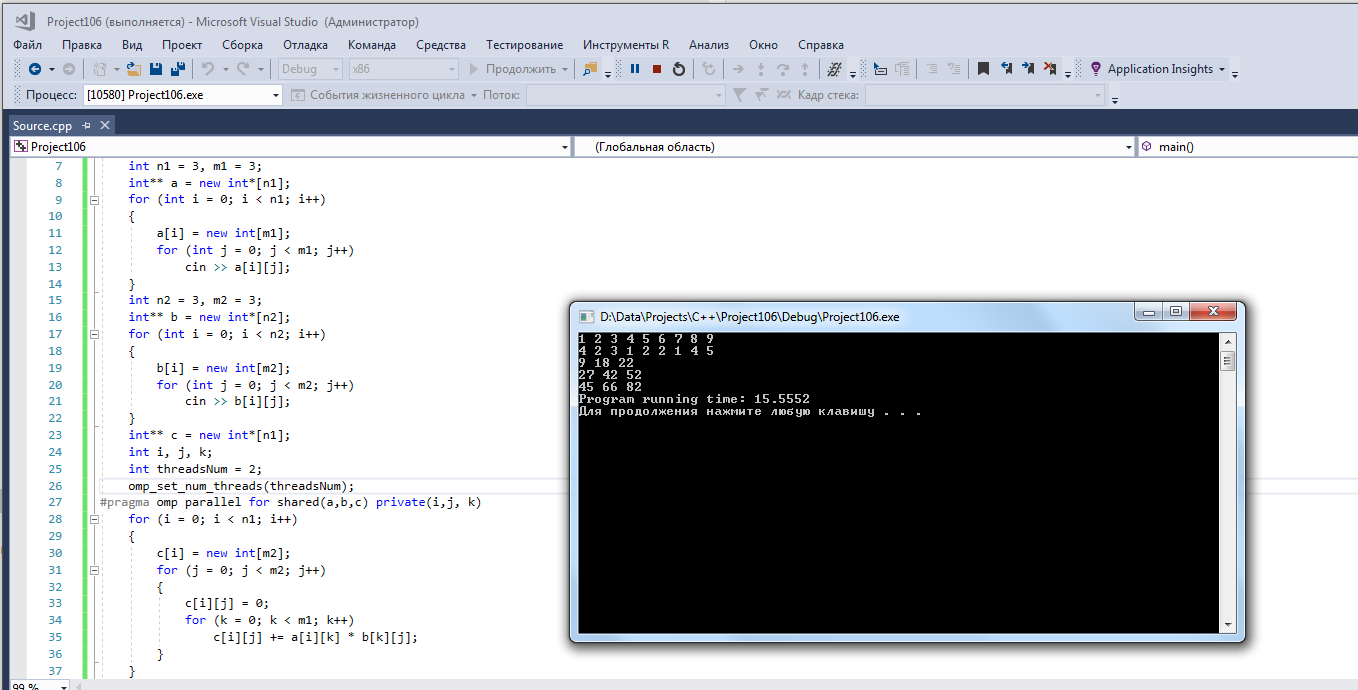 Project106 (выполняется) - Microsoft Visual Studio (Администратор)
Файл Правка Вид Проект Сборка Отладка Команда Средства Тестирование Инструменты R Анализ Окно Справка
Debug x86 Продолжить Application Insights
Процесс: [10580] Project106.exe События жизненного цикла Поток: Кадр стека:
Source.cpp
Project106 (Глобальная область) main()
7 int n1 = 3, m1 = 3;
8 int** a = new int*[n1];
9 for (int i = 0; i < n1; i++)
10 {
11 a[i] = new int[m1];
12 for (int j = 0; j < m1; j++)
13 cin >> a[i][j];
14 }
15 int n2 = 3, m2 = 3;
16 int** b = new int*[n2];
17 for (int i = 0; i < n2; i++)
18 {
19 b[i] = new int[m2];
20 for (int j = 0; j < m2; j++)
21 cin >> b[i][j];
22 }
23 int** c = new int*[n1];
24 int i, j, k;
25 int threadsNum = 2;
26 omp_set_num_threads(threadsNum);
27 #pragma omp parallel for shared(a,b,c) private(i,j, k)
28 for (i = 0; i < n1; i++)
29 {
30 c[i] = new int[m2];
31 for (j = 0; j < m2; j++)
32 {
33 c[i][j] = 0;
34 for (k = 0; k < m1; k++)
35 c[i][j] += a[i][k] * b[k][j];
36 }
37 }
99 %
D:\Data\Projects\C++\Project106\Debug\Project106.exe
1 2 3 4 5 6 7 8 9
4 2 3 1 2 2 1 4 5
9 18 22
27 42 52
45 66 82
Program running time: 15.5552
Для продолжения нажмите любую клавишу . . .